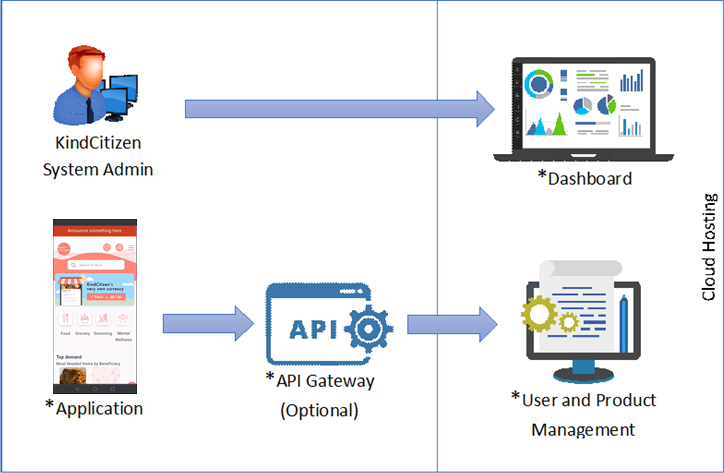 KindCitizen
System Admin
*Dashboard
Cloud Hosting
Announce something here
Search Product
KindCitizen's
very own currency
Food
Grocery
Grooming
Mental
Wellness
Top demand
Most Needed Items by Beneficiary
*Application
API
*API Gateway
(Optional)
*User and Product
Management